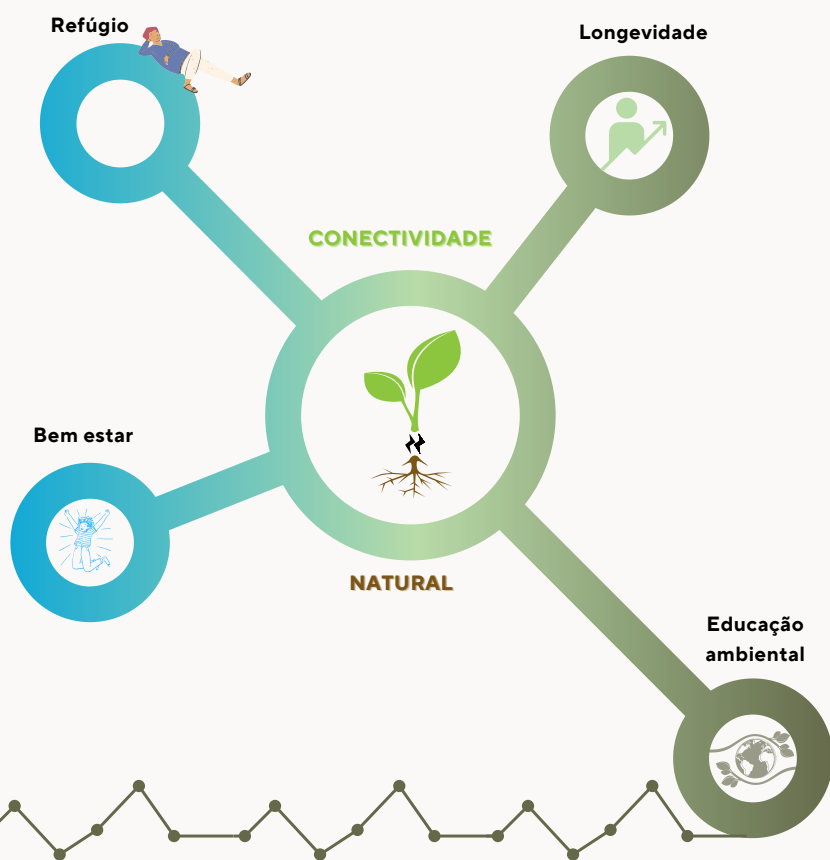 Refúgio
Longevidade
CONECTIVIDADE
Bem estar
NATURAL
Educação
ambiental